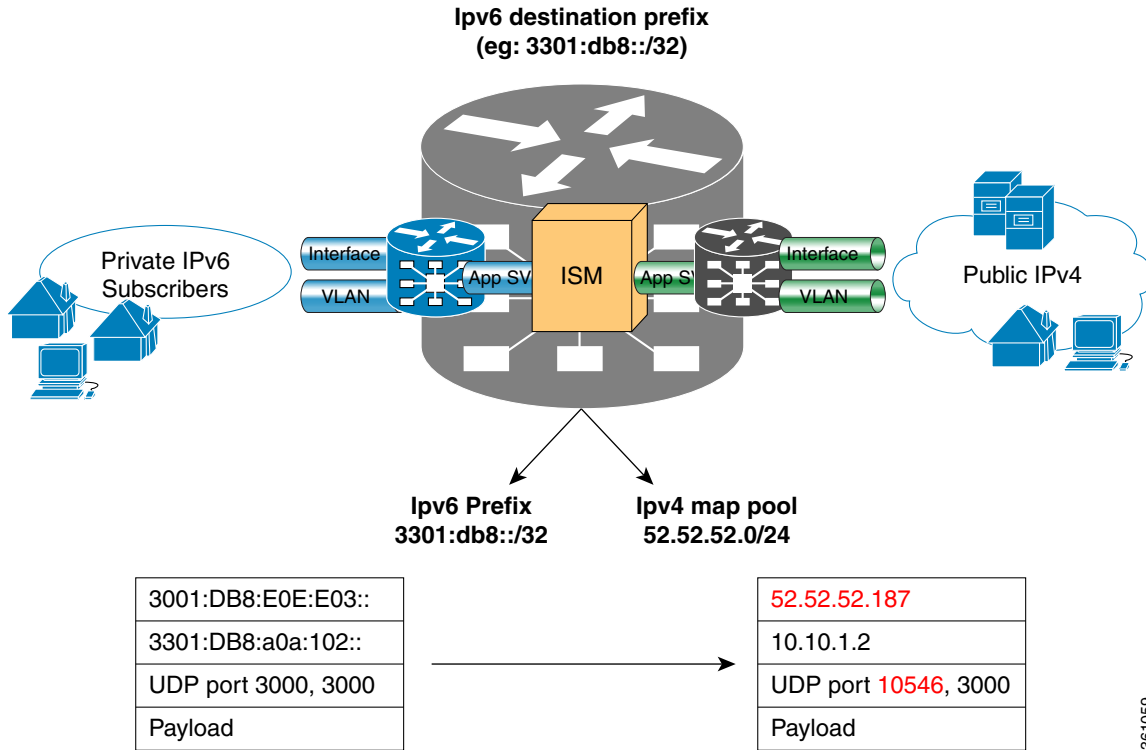 Ipv6 destination prefix
(eg: 3301:db8::/32)
Private IPv6
Subscribers
Interface
VLAN
App SV
ISM
App SV
Interface
VLAN
Public IPv4
Ipv6 Prefix
3301:db8::/32
Ipv4 map pool
52.52.52.0/24
3001:DB8:E0E:E03::
3301:DB8:a0a:102::
UDP port 3000, 3000
Payload
52.52.52.187
10.10.1.2
UDP port 10546, 3000
Payload